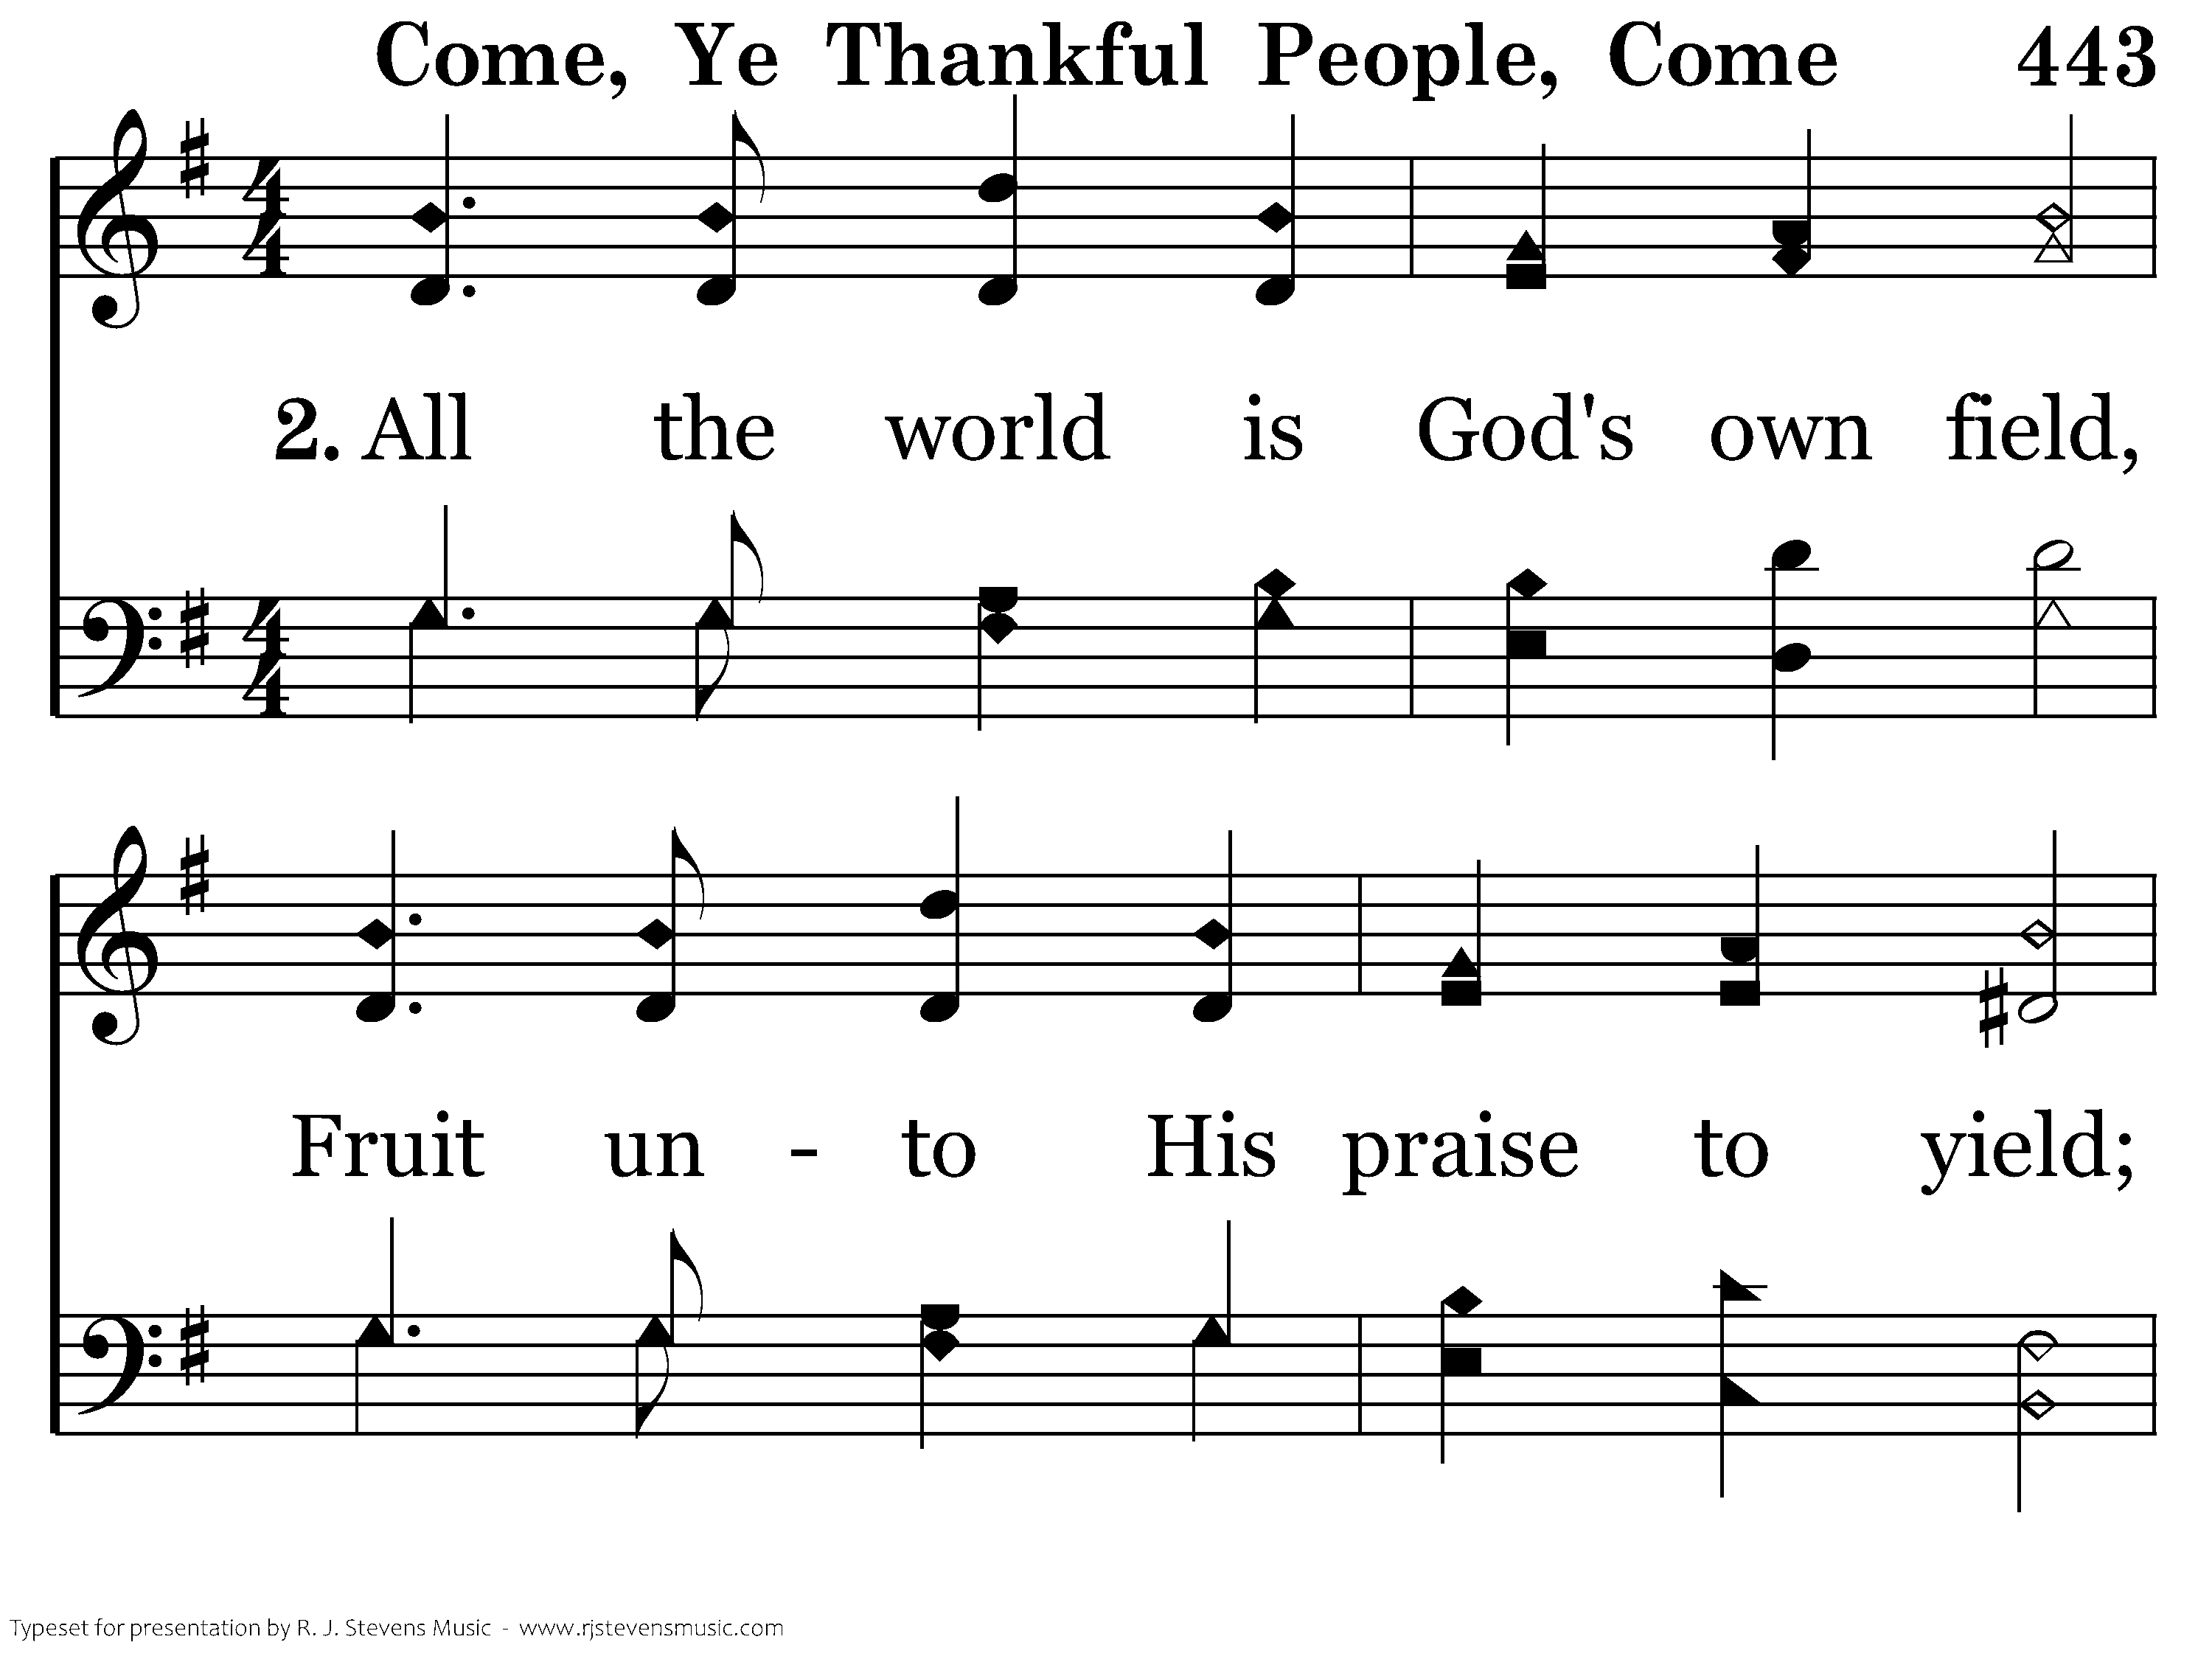 Come, Ye Thankful People, Come 443
2. All the world is God's own field,
Fruit un - to His praise to yield;
Typeset for presentation by R. J. Stevens Music - www.rjstevensmusic.com